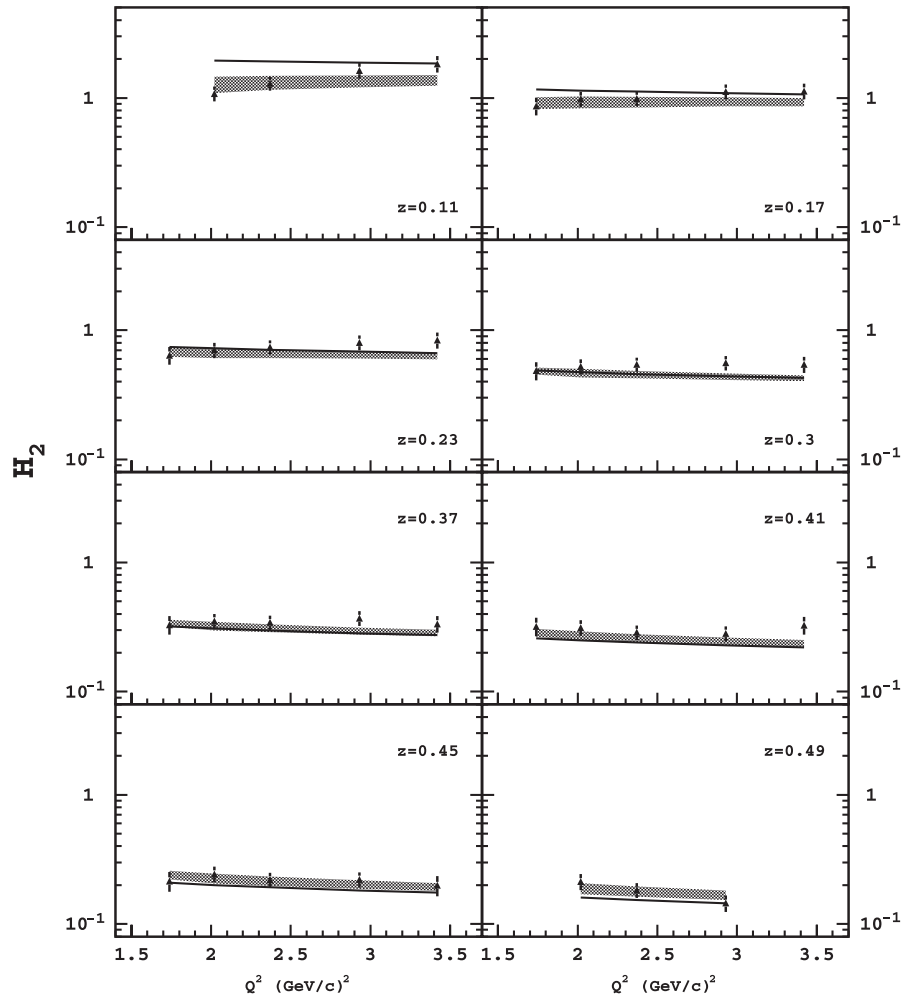 1
1
z=0.11
z=0.17
10⁻¹
10⁻¹
1
1
z=0.23
z=0.3
10⁻¹
10⁻¹
H₂
z=0.37
z=0.41
1
1
10⁻¹
10⁻¹
z=0.45
z=0.49
1
1
10⁻¹
10⁻¹
1.5 2 2.5 3 3.5 1.5 2 2.5 3 3.5
Q² (GeV/c)² Q² (GeV/c)²